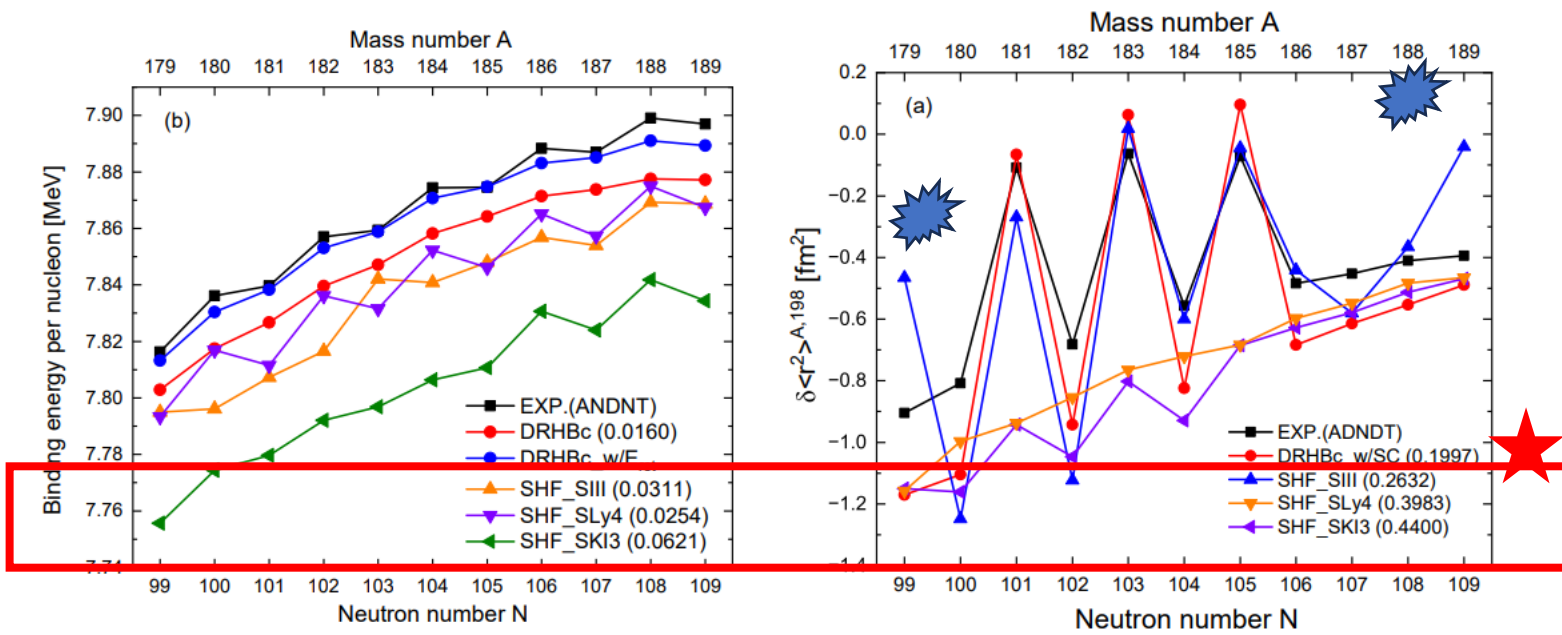 Mass number A
179 180 181 182 183 184 185 186 187 188 189
(b)
Binding energy per nucleon [MeV]
7.90
7.88
7.86
7.84
7.82
7.80
7.78
7.76
7.74
EXP.(ANDNT)
DRHBc (0.0160)
SHF_SIII (0.0311)
SHF_SLy4 (0.0254)
SHF_SKI3 (0.0621)
99 100 101 102 103 104 105 106 107 108 109
Neutron number N
Mass number A
179 180 181 182 183 184 185 186 187 188 189
(a)
δ<r²>^A,198 [fm²]
0.2
0.0
−0.2
−0.4
−0.6
−0.8
−1.0
−1.2
−1.4
EXP.(ADNDT)
DRHBc_w/SC (0.1997)
SHF_SIII (0.2632)
SHF_SLy4 (0.3983)
SHF_SKI3 (0.4400)
99 100 101 102 103 104 105 106 107 108 109
Neutron number N